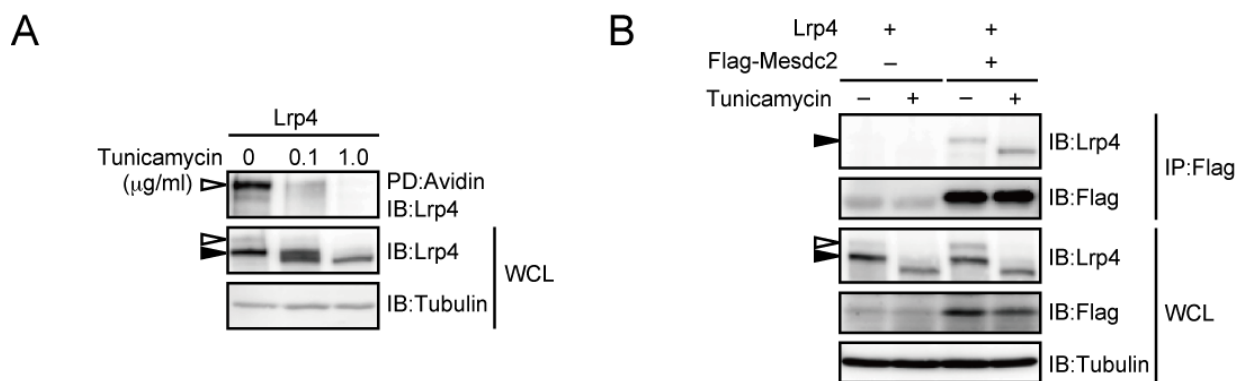 A
Lrp4
Tunicamycin 0 0.1 1.0
(μg/ml)
PD:Avidin
IB:Lrp4
IB:Lrp4
IB:Tubulin
WCL
B
Lrp4 + +
Flag-Mesdc2 – +
Tunicamycin – + – +
IB:Lrp4
IB:Flag
IP:Flag
IB:Lrp4
IB:Flag
IB:Tubulin
WCL